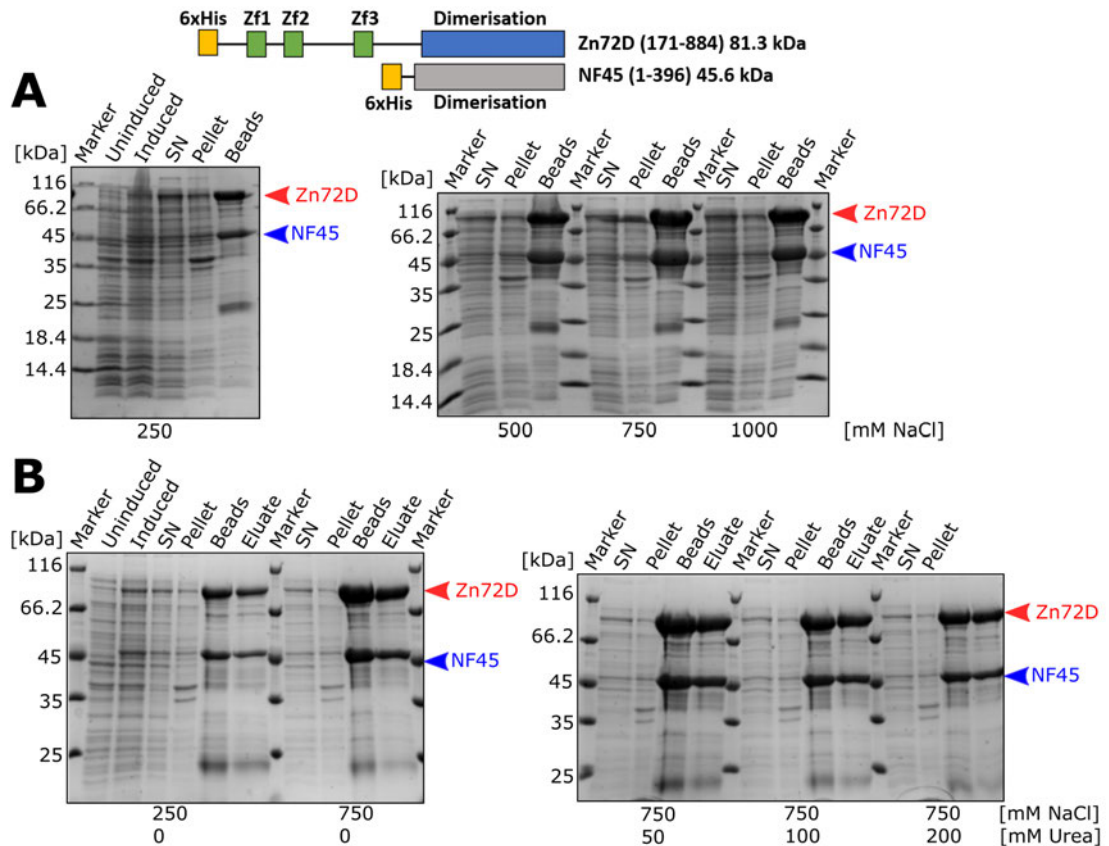 6xHis Zf1 Zf2 Zf3 Dimerisation
Zn72D (171-884) 81.3 kDa
NF45 (1-396) 45.6 kDa
6xHis Dimerisation
A
[kDa] Marker Uninduced Induced SN Pellet Beads
116
66.2
45
35
25
18.4
14.4
Zn72D
NF45
250
[kDa] Marker SN Pellet Beads Marker SN Pellet Beads Marker SN Pellet Beads Marker
116
66.2
45
35
25
18.4
14.4
Zn72D
NF45
500 750 1000 [mM NaCl]
B
[kDa] Marker Uninduced Induced SN Pellet Beads Eluate Marker SN Pellet Beads Eluate Marker
116
66.2
45
35
25
Zn72D
NF45
250 750
0 0
[kDa] Marker SN Pellet Beads Eluate Marker SN Pellet Beads Eluate Marker SN Pellet Beads Eluate
116
66.2
45
35
25
Zn72D
NF45
750 750 750 [mM NaCl]
50 100 200 [mM Urea]